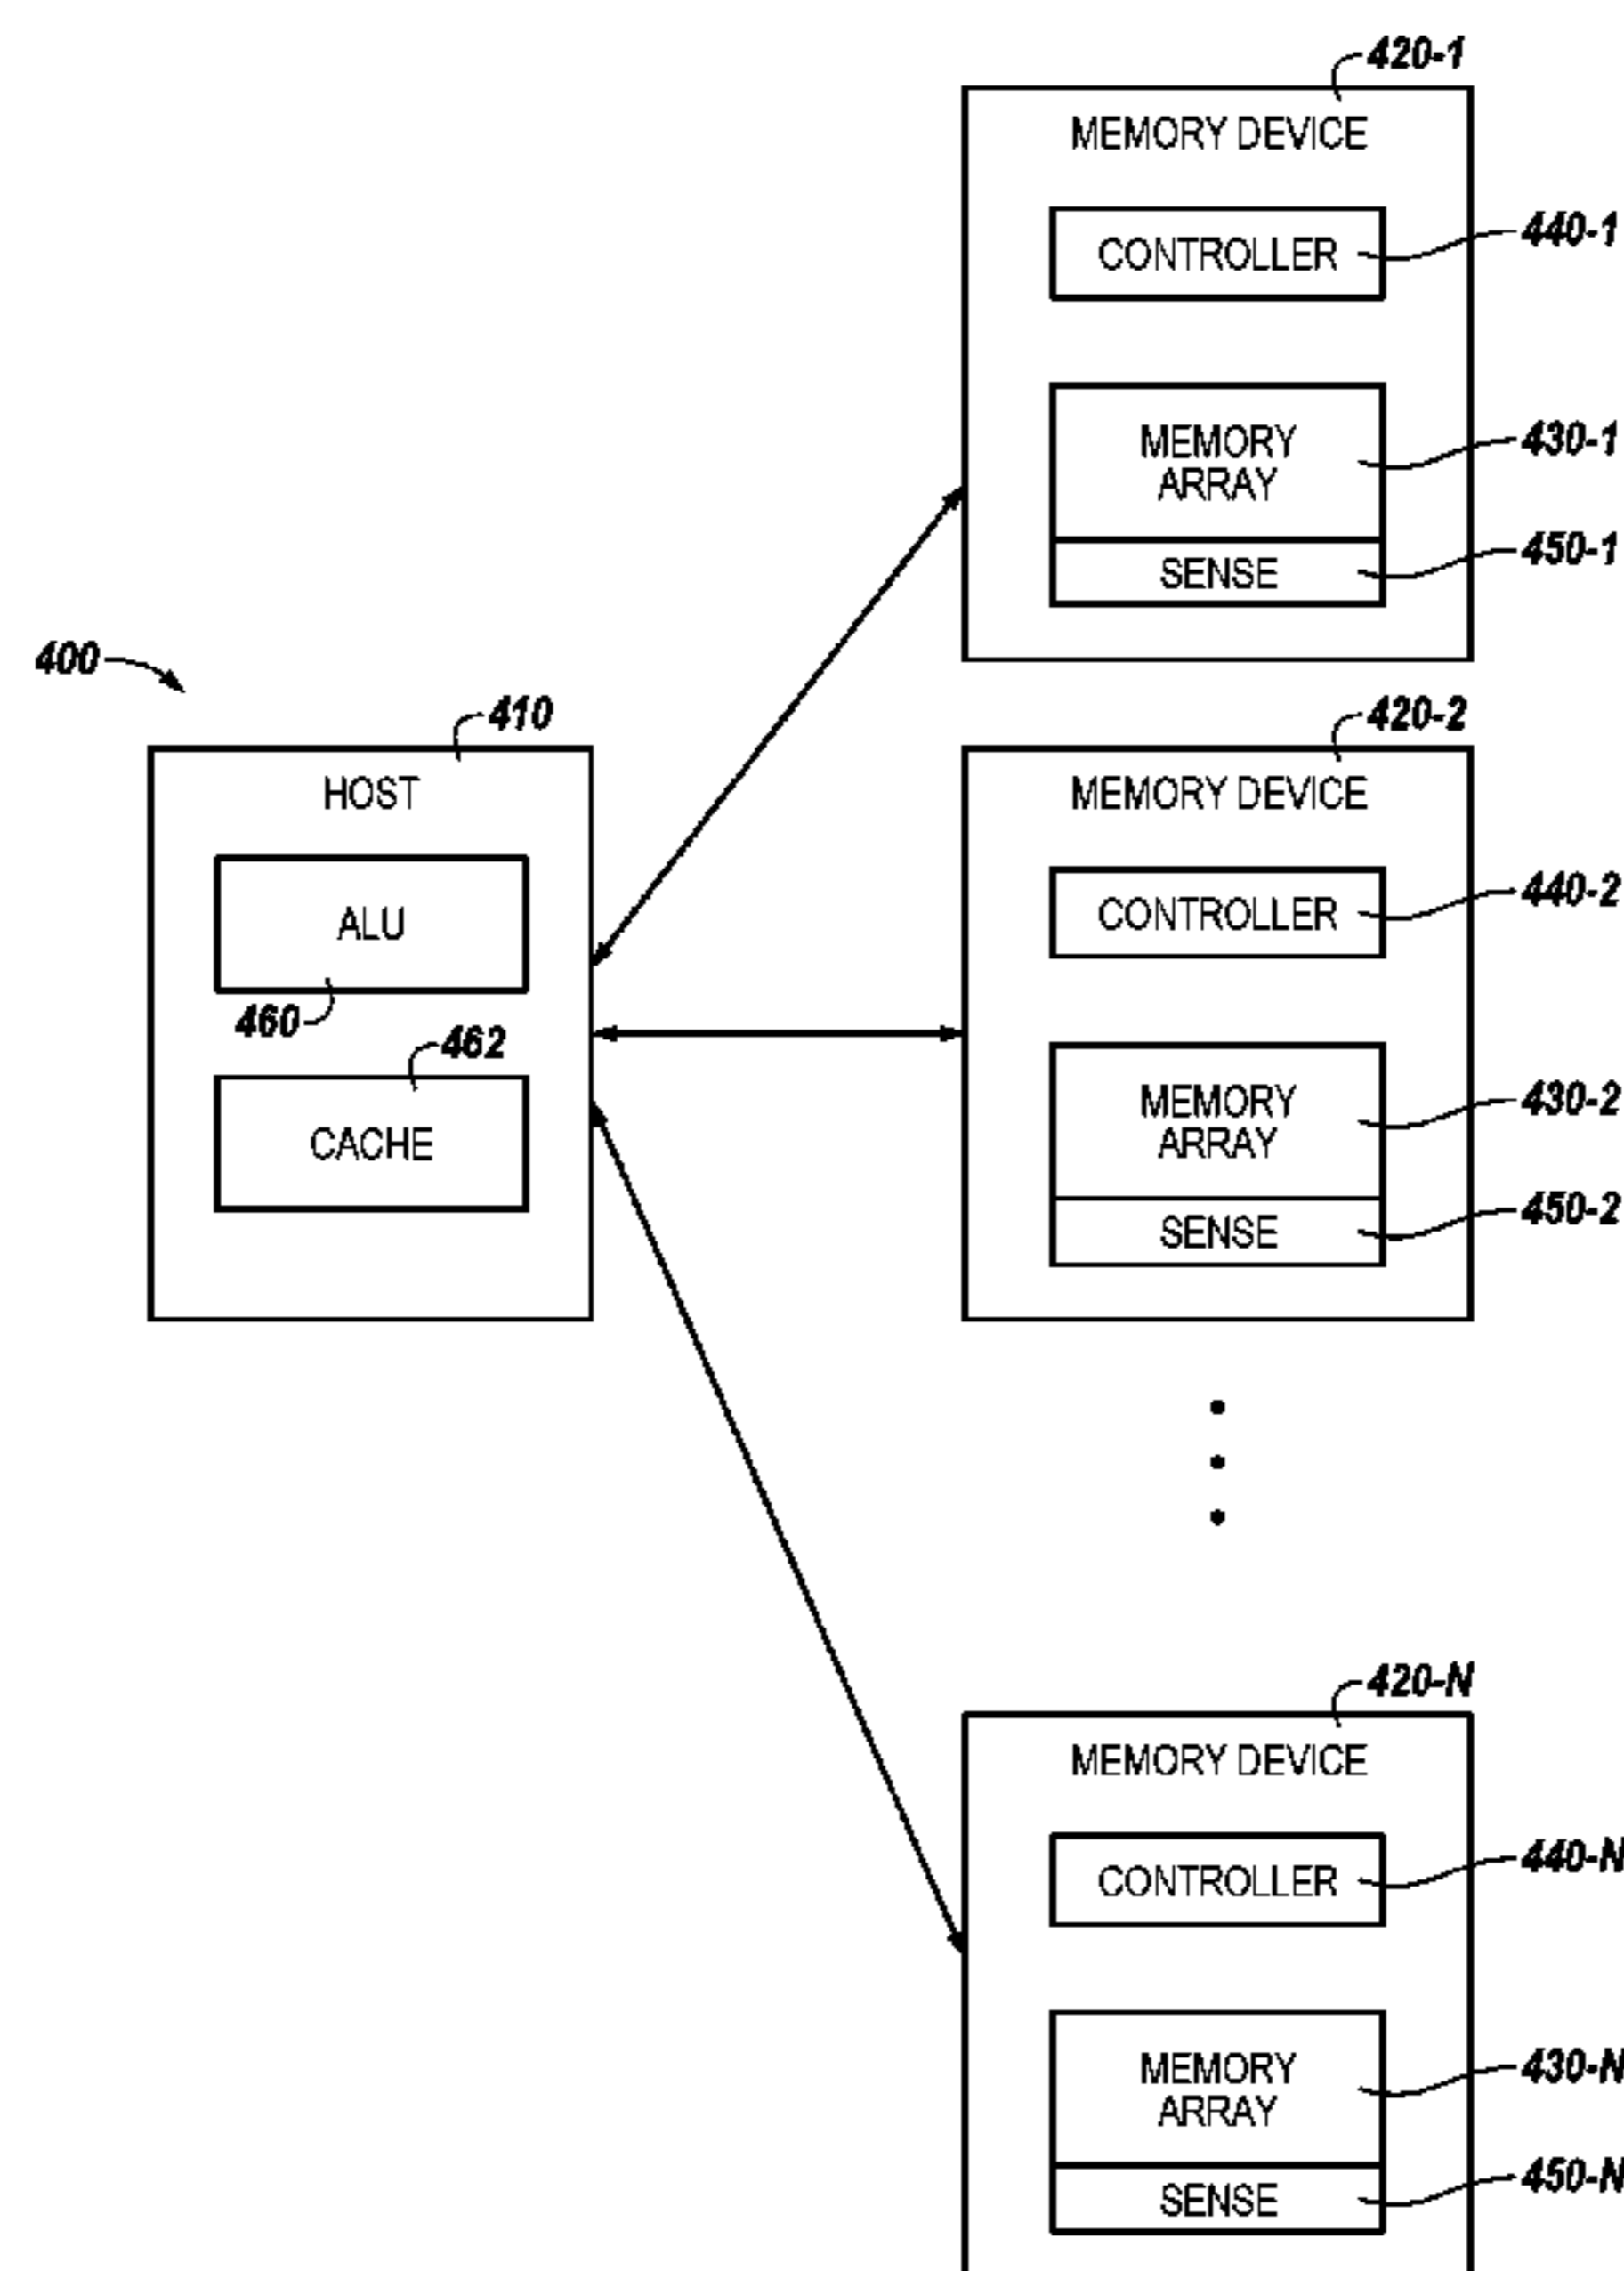 420-1
MEMORY DEVICE
CONTROLLER
440-1
MEMORY
ARRAY
430-1
SENSE
450-1
400
410
HOST
ALU
460
462
CACHE
420-2
MEMORY DEVICE
CONTROLLER
440-2
MEMORY
ARRAY
430-2
SENSE
450-2
420-N
MEMORY DEVICE
CONTROLLER
440-N
MEMORY
ARRAY
430-N
SENSE
450-N